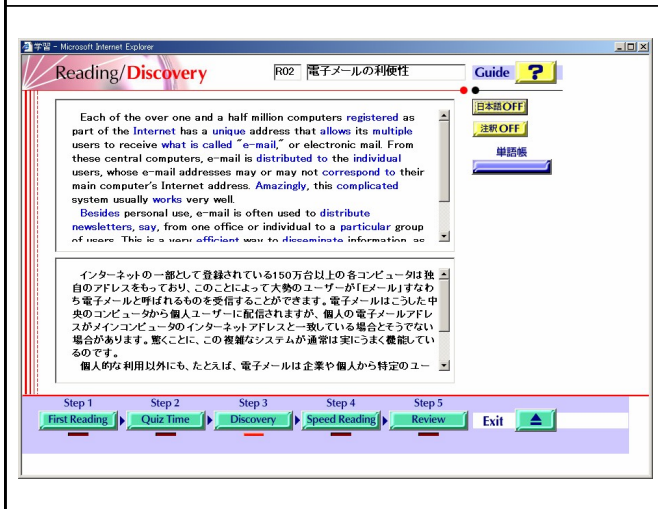 学習 - Microsoft Internet Explorer
Reading/Discovery
R02 電子メールの利便性
Guide ?
Each of the over one and a half million computers registered as
part of the Internet has a unique address that allows its multiple
users to receive what is called "e-mail," or electronic mail. From
these central computers, e-mail is distributed to the individual
users, whose e-mail addresses may or may not correspond to their
main computer's Internet address. Amazingly, this complicated
system usually works very well.
Besides personal use, e-mail is often used to distribute
newsletters, say, from one office or individual to a particular group
of users. This is a very efficient way to disseminate information, as
日本語OFF
注釈OFF
単語帳
インターネットの一部として登録されている150万台以上の各コンピュータは独
自のアドレスをもっており、このことによって大勢のユーザーが「Eメール」すなわ
ち電子メールと呼ばれるものを受信することができます。電子メールはこうした中
央のコンピュータから個人ユーザーに配信されますが、個人の電子メールアドレ
スがメインコンピュータのインターネットアドレスと一致している場合とそうでない
場合があります。驚くことに、この複雑なシステムが通常は実にうまく機能してい
るのです。
個人的な利用以外にも、たとえば、電子メールは企業や個人から特定のユー
Step 1 Step 2 Step 3 Step 4 Step 5
First Reading Quiz Time Discovery Speed Reading Review Exit